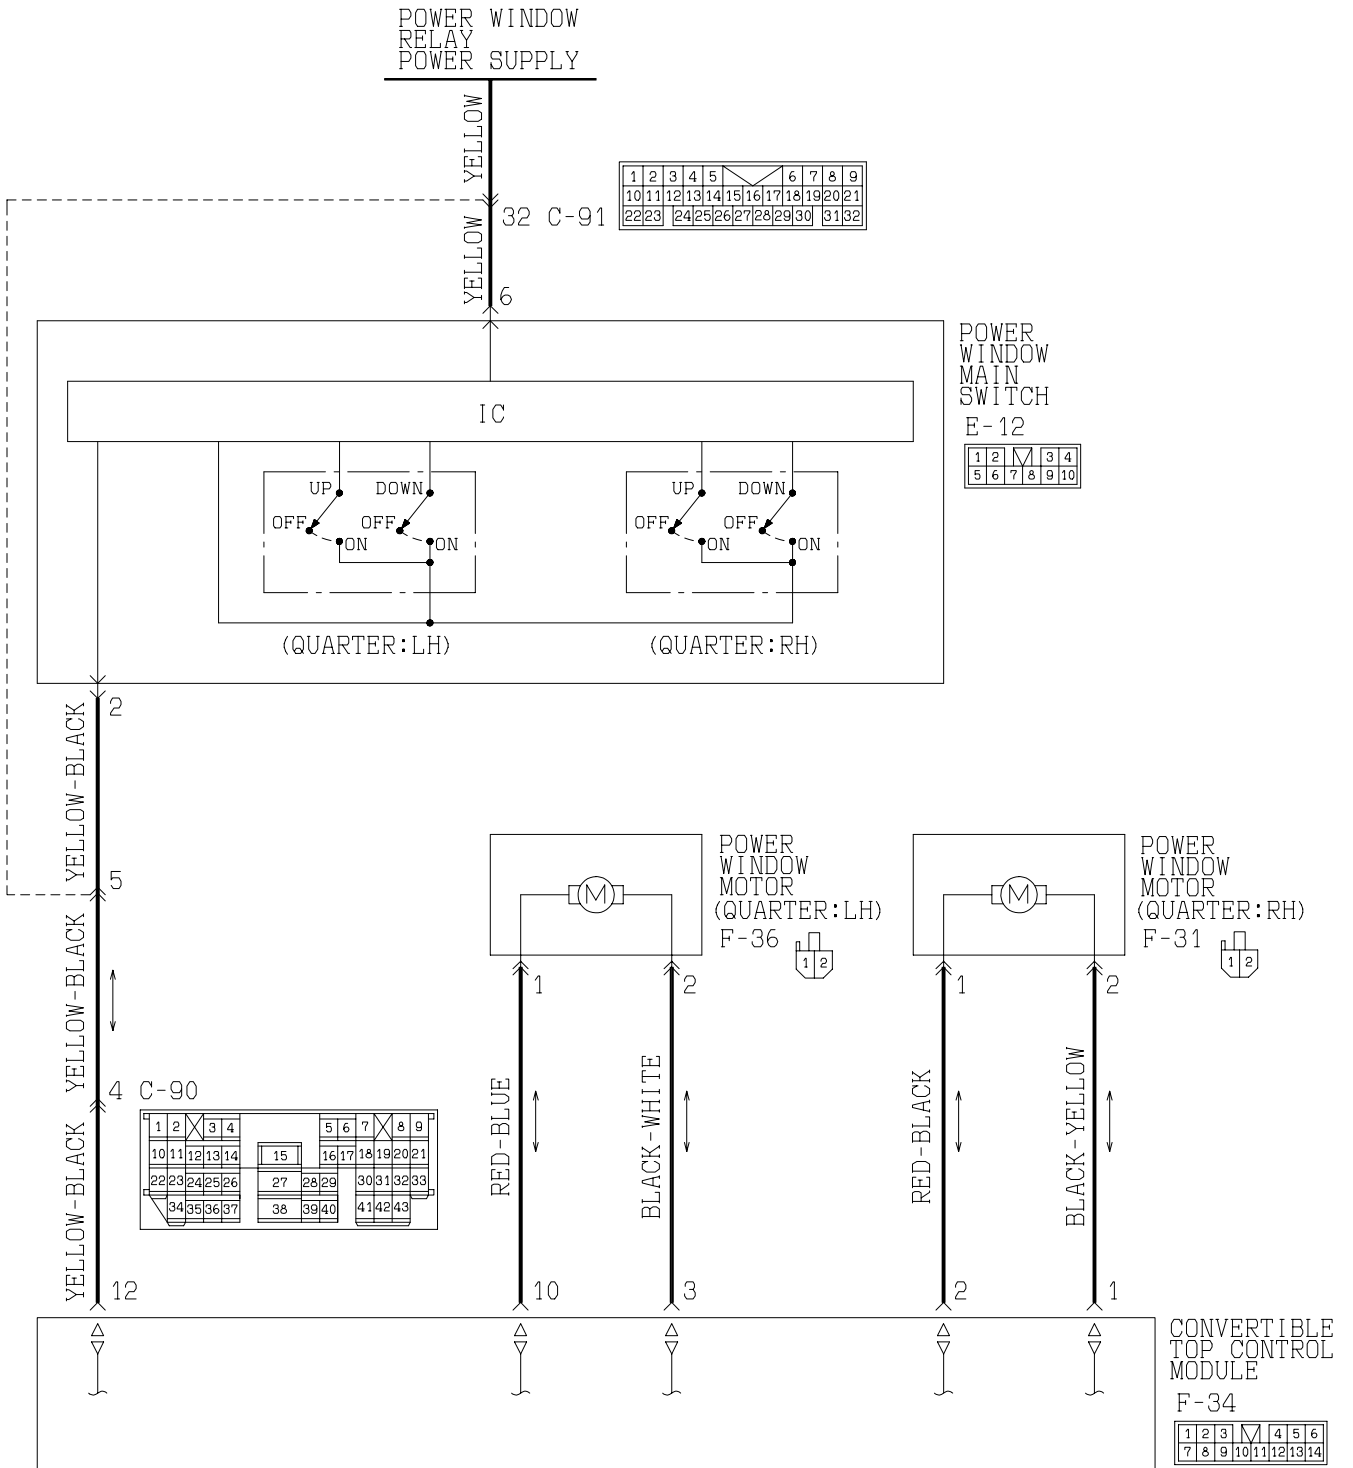 POWER WINDOW
RELAY
POWER SUPPLY
YELLOW
32 C-91
1 2 3 4 5 6 7 8 9
10 11 12 13 14 15 16 17 18 19 20 21
22 23 24 25 26 27 28 29 30 31 32
YELLOW
6
POWER
WINDOW
MAIN
SWITCH
E-12
1 2 3 4
5 6 7 8 9 10
IC
UP DOWN
OFF OFF
ON ON
(QUARTER:LH)
UP DOWN
OFF OFF
ON ON
(QUARTER:RH)
2
YELLOW-BLACK
5
YELLOW-BLACK
4 C-90
1 2 3 4 5 6 7 8 9
10 11 12 13 14 15 16 17 18 19 20 21
22 23 24 25 26 27 28 29 30 31 32 33
34 35 36 37 38 39 40 41 42 43
YELLOW-BLACK
12
M
POWER
WINDOW
MOTOR
(QUARTER:LH)
F-36
1 2
1
2
RED-BLUE
BLACK-WHITE
10
3
M
POWER
WINDOW
MOTOR
(QUARTER:RH)
F-31
1 2
1
2
RED-BLACK
BLACK-YELLOW
2
1
CONVERTIBLE
TOP CONTROL
MODULE
F-34
1 2 3 4 5 6
7 8 9 10 11 12 13 14